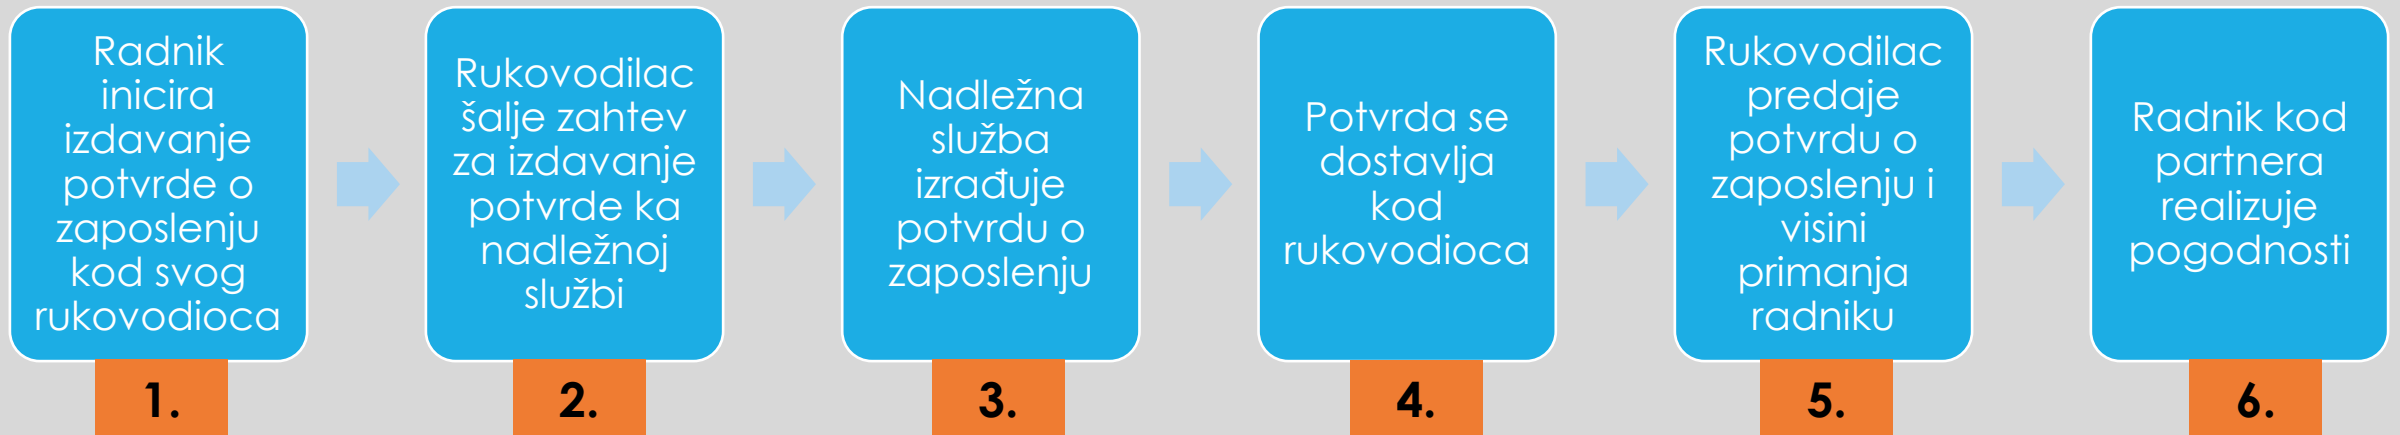 Radnik
inicira
izdavanje
potvrde o
zaposlenju
kod svog
rukovodioca
1.
Rukovodilac
šalje zahtev
za izdavanje
potvrde ka
nadležnoj
službi
2.
Nadležna
služba
izrađuje
potvrdu o
zaposlenju
3.
Potvrda se
dostavlja
kod
rukovodioca
4.
Rukovodilac
predaje
potvrdu o
zaposlenju i
visini
primanja
radniku
5.
Radnik kod
partnera
realizuje
pogodnosti
6.